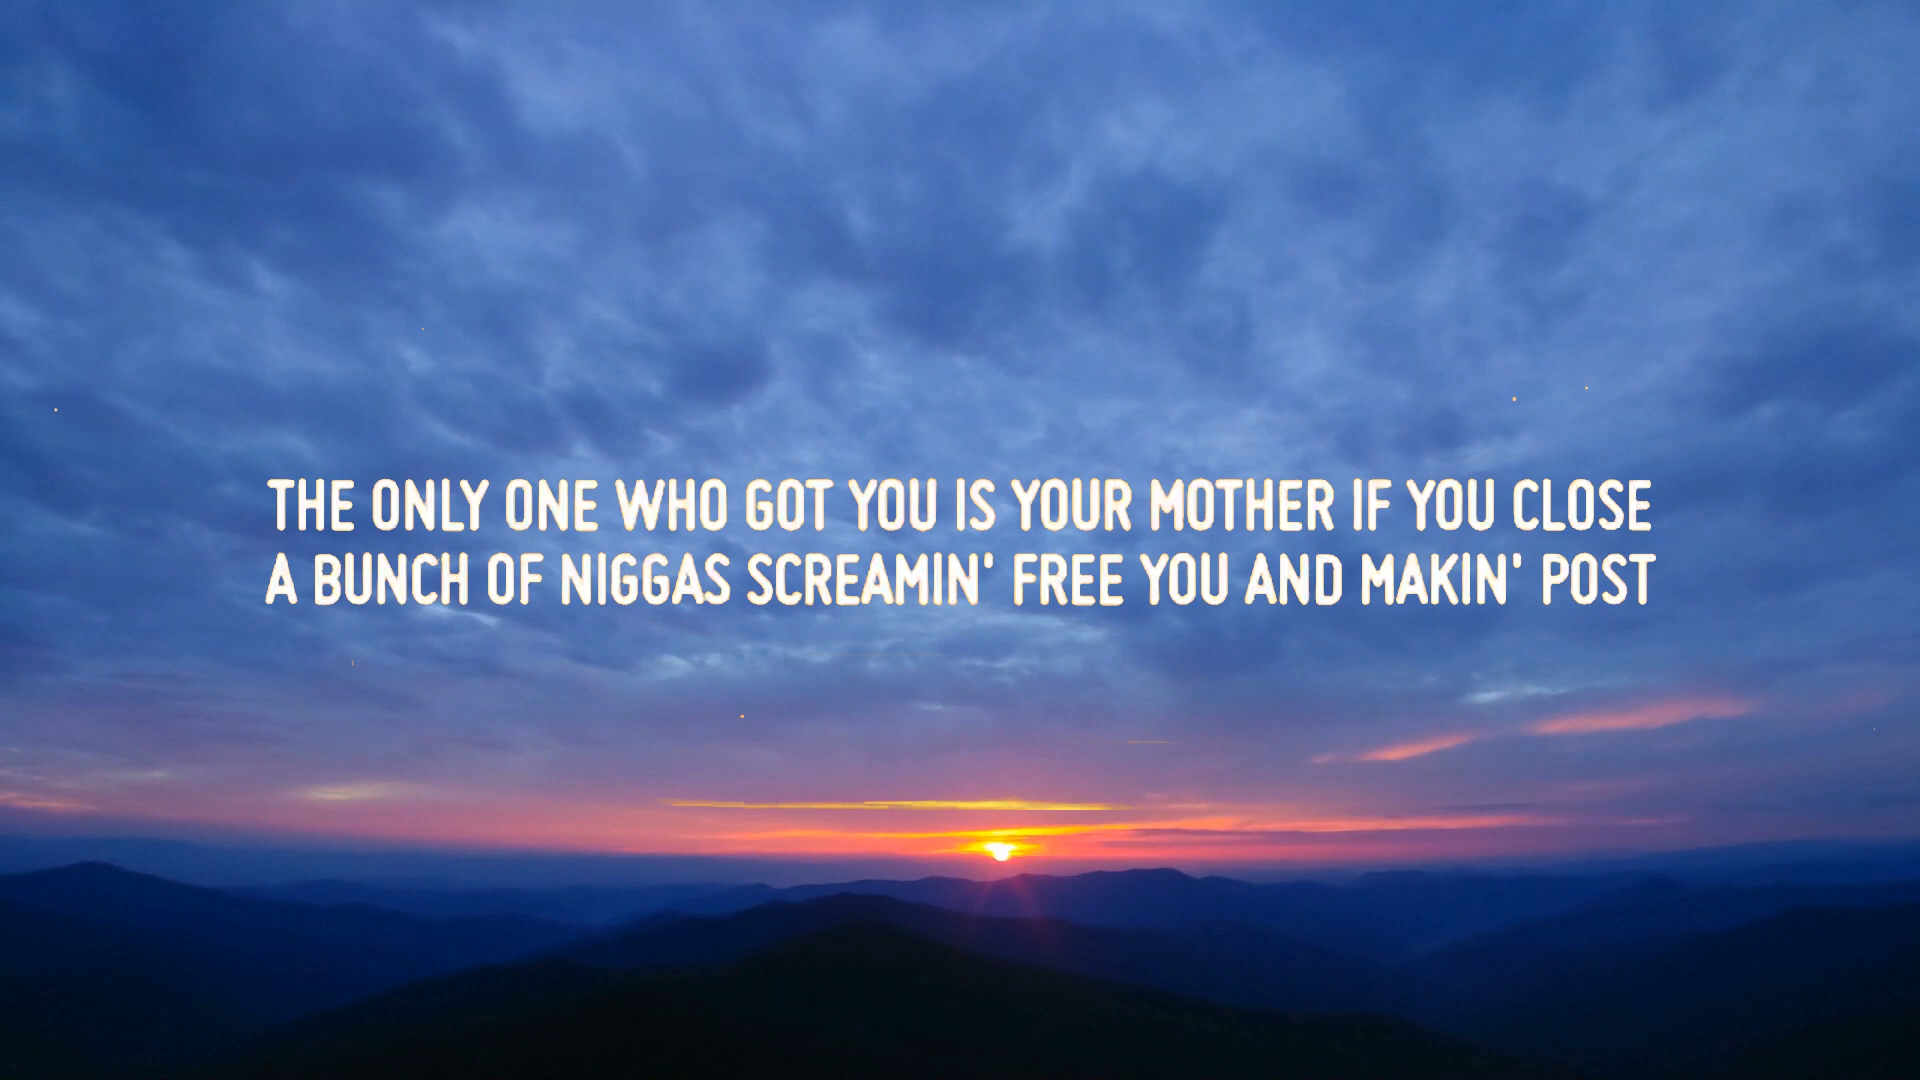 THE ONLY ONE WHO GOT YOU IS YOUR MOTHER IF YOU CLOSE
A BUNCH OF NIGGAS SCREAMIN' FREE YOU AND MAKIN' POST